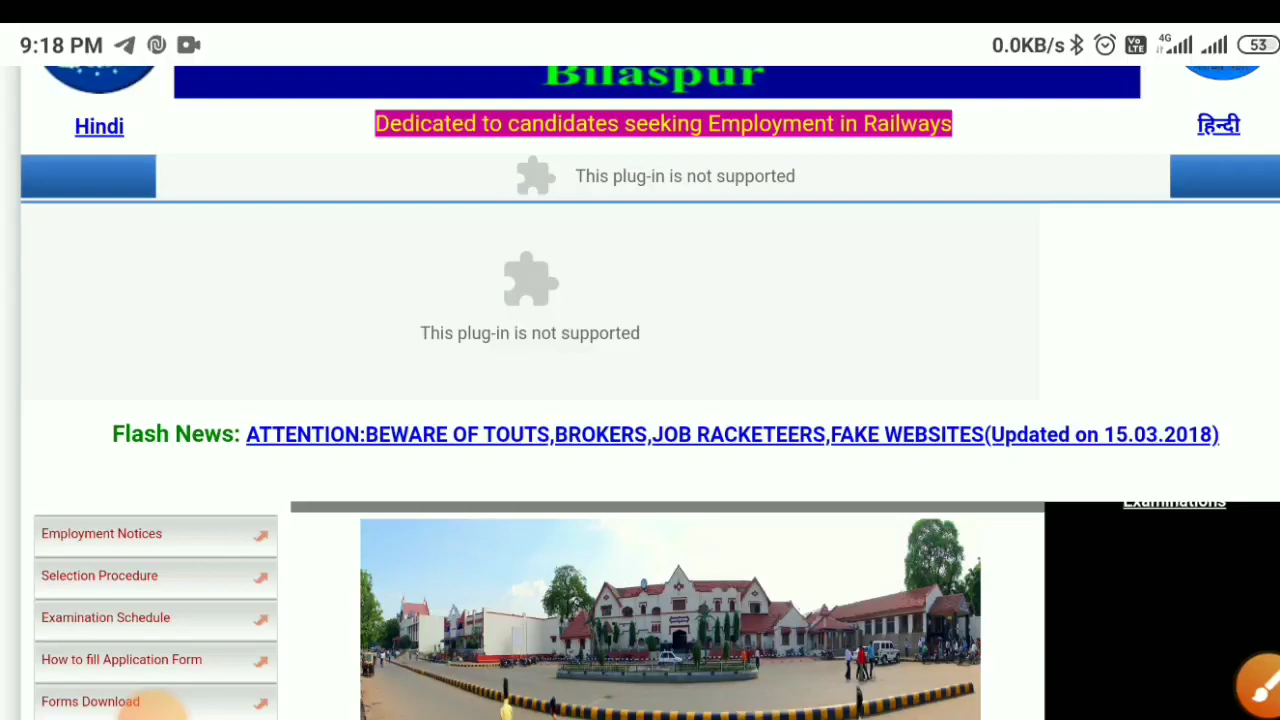 9:18 PM 0.0KB/s Vo LTE 4G 53
Bilaspur
Hindi Dedicated to candidates seeking Employment in Railways हिन्दी
This plug-in is not supported
This plug-in is not supported
Flash News: ATTENTION:BEWARE OF TOUTS,BROKERS,JOB RACKETEERS,FAKE WEBSITES(Updated on 15.03.2018)
Examinations
Employment Notices
Selection Procedure
Examination Schedule
How to fill Application Form
Forms Download